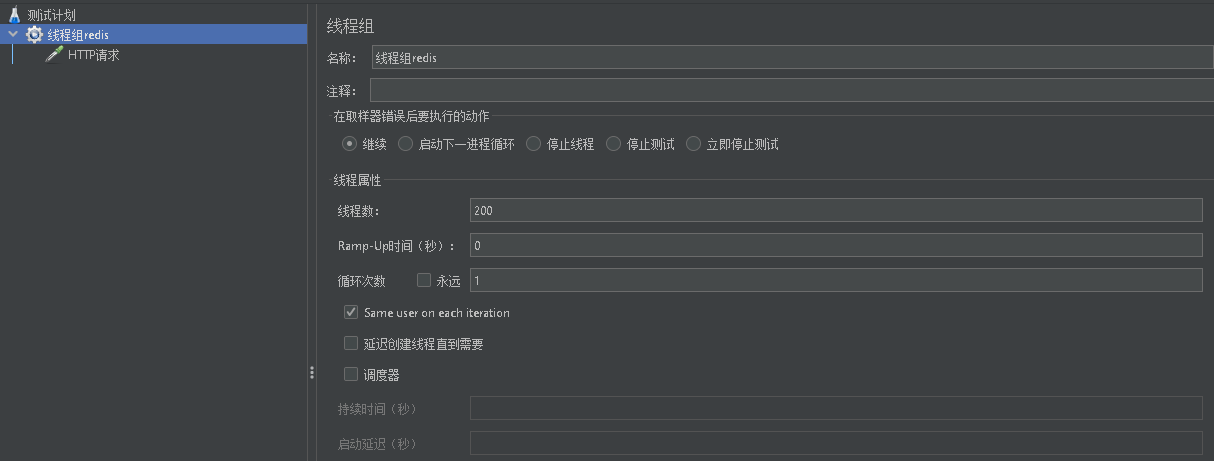 测试计划
线程组redis
HTTP请求
线程组
名称： 线程组redis
注释：
在取样器错误后要执行的动作
继续 启动下一进程循环 停止线程 停止测试 立即停止测试
线程属性
线程数： 200
Ramp-Up时间（秒）： 0
循环次数 永远 1
Same user on each iteration
延迟创建线程直到需要
调度器
持续时间（秒）
启动延迟（秒）